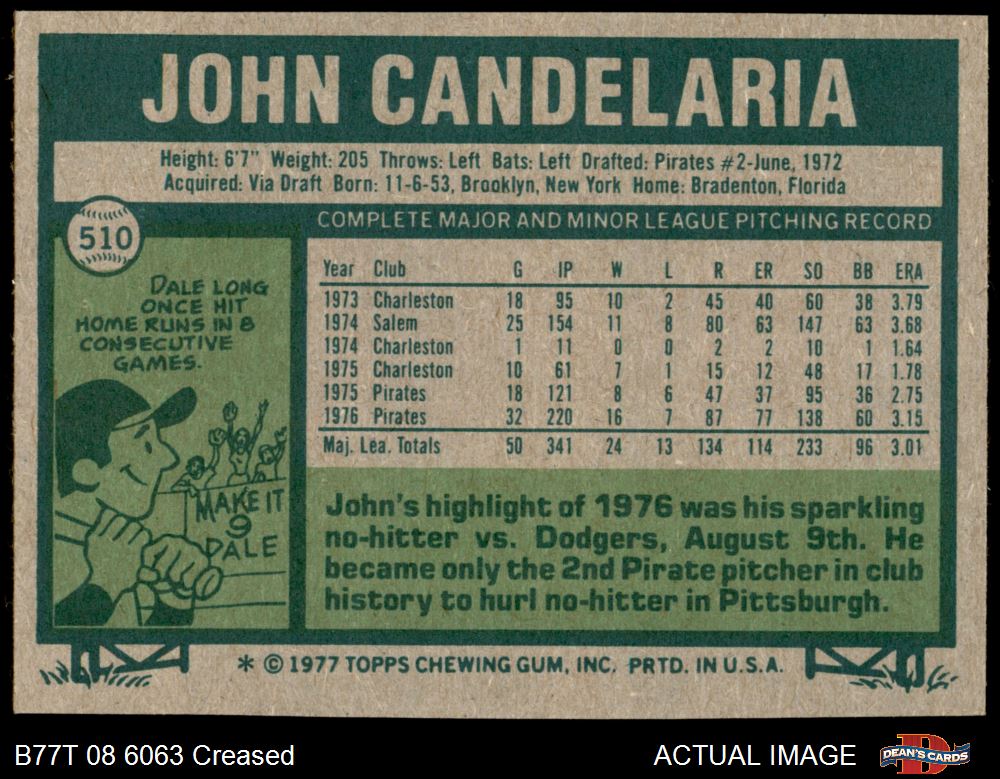 JOHN CANDELARIA
Height: 6'7" Weight: 205 Throws: Left Bats: Left Drafted: Pirates #2-June, 1972
Acquired: Via Draft Born: 11-6-53, Brooklyn, New York Home: Bradenton, Florida
510
DALE LONG
ONCE HIT
HOME RUNS IN 8
CONSECUTIVE
GAMES.
MAKE IT
9
DALE
COMPLETE MAJOR AND MINOR LEAGUE PITCHING RECORD
Year Club G IP W L R ER SO BB ERA
1973 Charleston 18 95 10 2 45 40 60 38 3.79
1974 Salem 25 154 11 8 80 63 147 63 3.68
1974 Charleston 1 11 0 0 2 2 10 1 1.64
1975 Charleston 10 61 7 1 15 12 48 17 1.78
1975 Pirates 18 121 8 6 47 37 95 36 2.75
1976 Pirates 32 220 16 7 87 77 138 60 3.15
Maj. Lea. Totals 50 341 24 13 134 114 233 96 3.01
John's highlight of 1976 was his sparkling
no-hitter vs. Dodgers, August 9th. He
became only the 2nd Pirate pitcher in club
history to hurl no-hitter in Pittsburgh.
* © 1977 TOPPS CHEWING GUM, INC. PRTD. IN U.S.A.
B77T 08 6063 Creased
ACTUAL IMAGE
DEAN'S CARDS